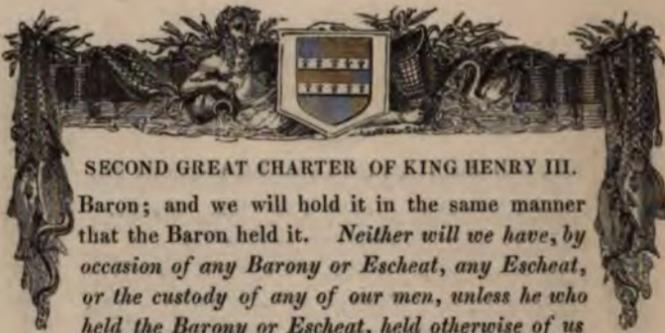 SECOND GREAT CHARTER OF KING HENRY III.
Baron; and we will hold it in the same manner
that the Baron held it. Neither will we have, by
occasion of any Barony or Escheat, any Escheat,
or the custody of any of our men, unless he who
held the Barony or Escheat, held otherwise of us